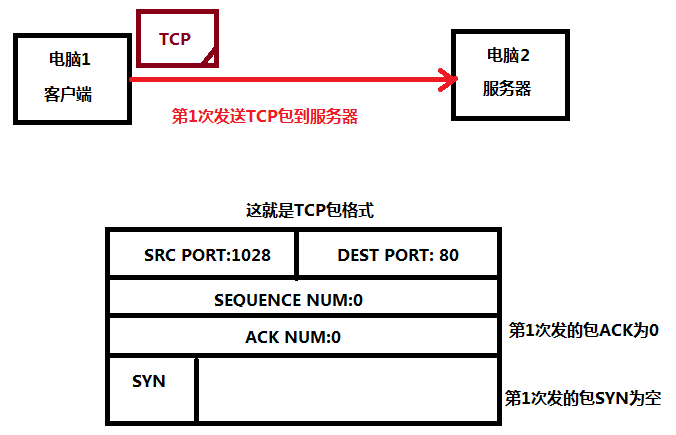 TCP
电脑1
客户端
电脑2
服务器
第1次发送TCP包到服务器
这就是TCP包格式
SRC PORT:1028
DEST PORT: 80
SEQUENCE NUM:0
ACK NUM:0
第1次发的包ACK为0
SYN
第1次发的包SYN为空